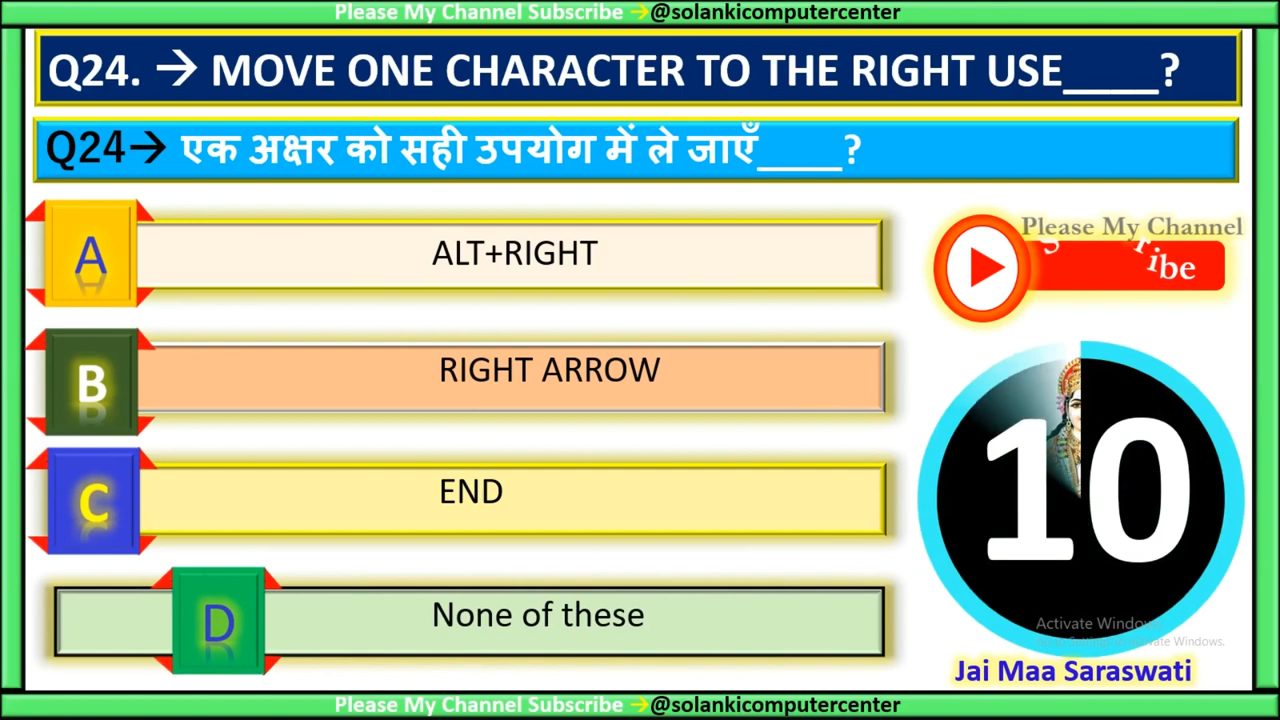 Please My Channel Subscribe →@solankicomputercenter
Q24. → MOVE ONE CHARACTER TO THE RIGHT USE____?
Q24→ एक अक्षर को सही उपयोग में ले जाएँ____?
A ALT+RIGHT
Please My Channel
ibe
B RIGHT ARROW
C END
10
D None of these
Activate Windows
Jai Maa Saraswati
Please My Channel Subscribe →@solankicomputercenter